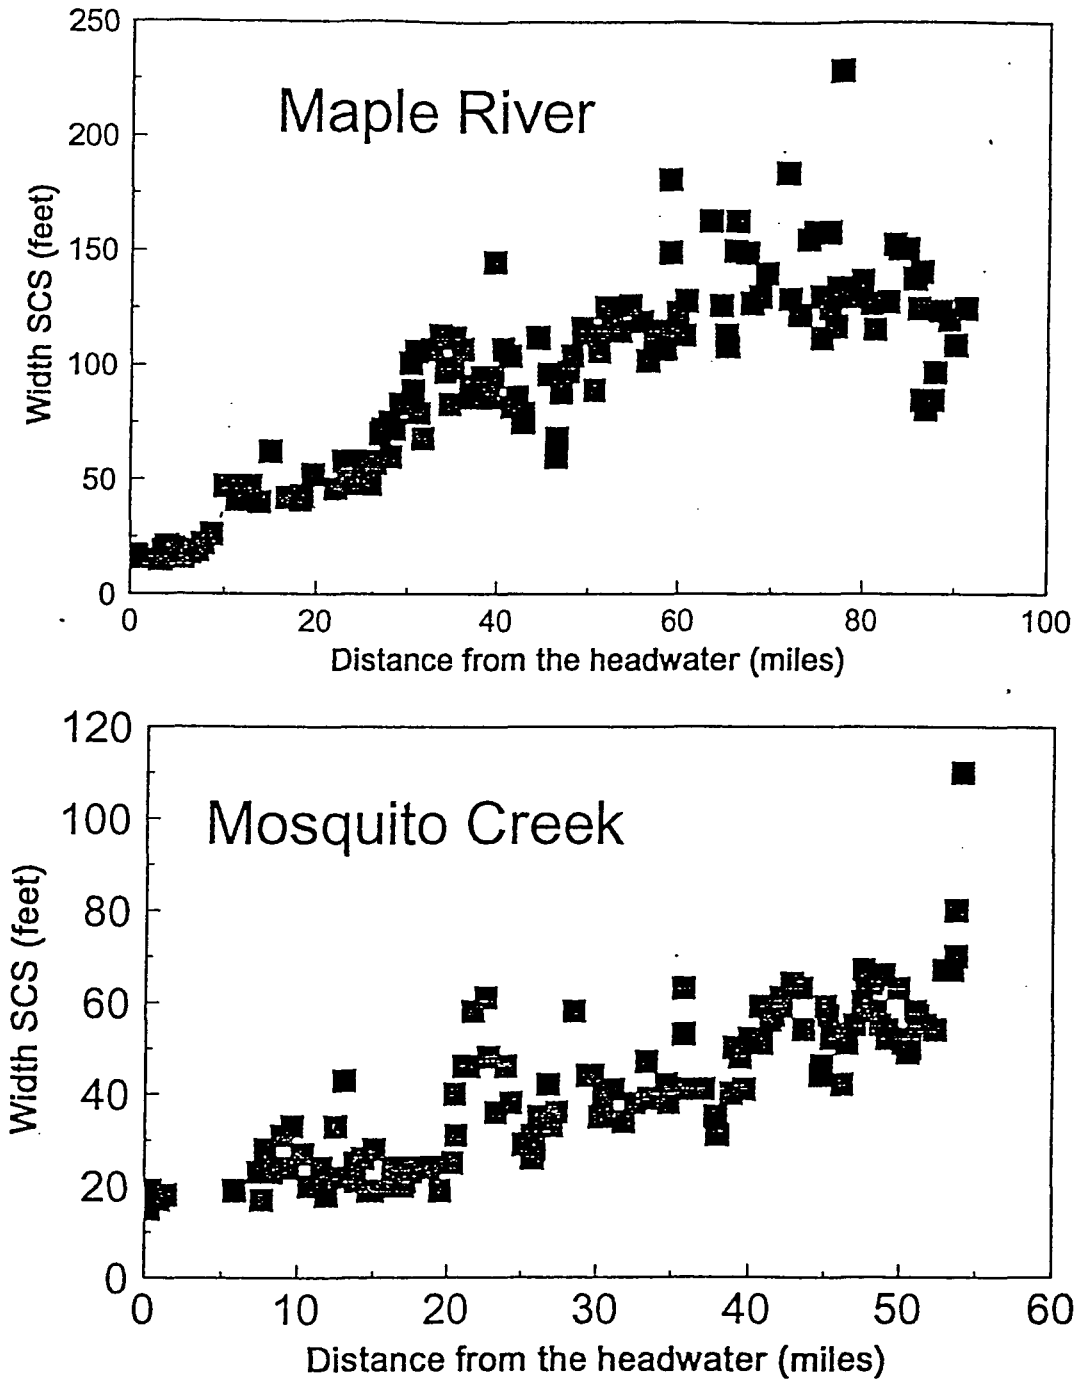 250
200
150
100
50
0
Width SCS (feet)
Maple River
0 20 40 60 80 100
Distance from the headwater (miles)
120
100
80
60
40
20
0
Width SCS (feet)
Mosquito Creek
0 10 20 30 40 50 60
Distance from the headwater (miles)